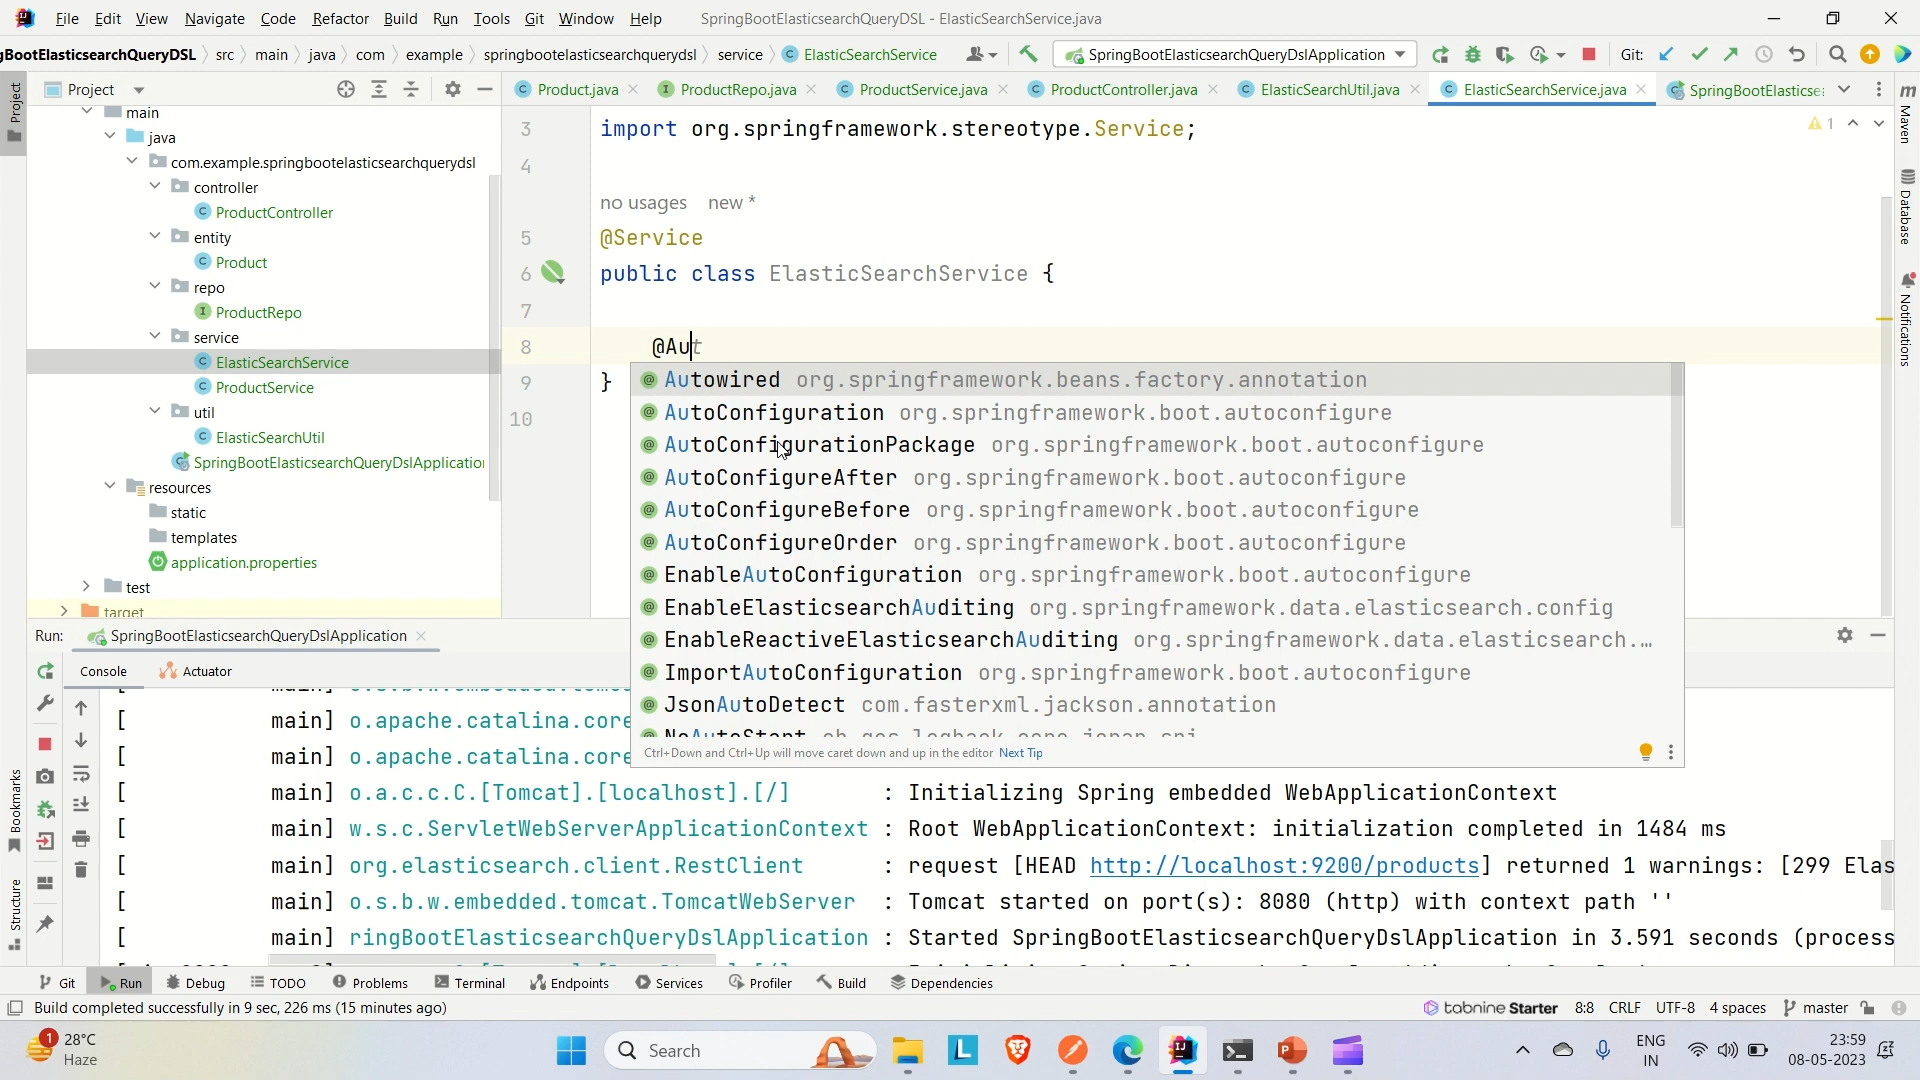 File Edit View Navigate Code Refactor Build Run Tools Git Window Help SpringBootElasticsearchQueryDSL - ElasticSearchService.java
gBootElasticsearchQueryDSL src main java com example springbootelasticsearchquerydsl service ElasticSearchService SpringBootElasticsearchQueryDslApplication Git:
Project Product.java ProductRepo.java ProductService.java ProductController.java ElasticSearchUtil.java ElasticSearchService.java SpringBootElasticse
Project
Maven
Database
Notifications
Bookmarks
Structure
main
java
com.example.springbootelasticsearchquerydsl
controller
ProductController
entity
Product
repo
ProductRepo
service
ElasticSearchService
ProductService
util
ElasticSearchUtil
SpringBootElasticsearchQueryDslApplication
resources
static
templates
application.properties
test
target
3 import org.springframework.stereotype.Service; 1
4
no usages new *
5 @Service
6 public class ElasticSearchService {
7
8 @Aut
9 }
10
Autowired org.springframework.beans.factory.annotation
AutoConfiguration org.springframework.boot.autoconfigure
AutoConfigurationPackage org.springframework.boot.autoconfigure
AutoConfigureAfter org.springframework.boot.autoconfigure
AutoConfigureBefore org.springframework.boot.autoconfigure
AutoConfigureOrder org.springframework.boot.autoconfigure
EnableAutoConfiguration org.springframework.boot.autoconfigure
EnableElasticsearchAuditing org.springframework.data.elasticsearch.config
EnableReactiveElasticsearchAuditing org.springframework.data.elasticsearch.…
ImportAutoConfiguration org.springframework.boot.autoconfigure
JsonAutoDetect com.fasterxml.jackson.annotation
Ctrl+Down and Ctrl+Up will move caret down and up in the editor Next Tip
Run: SpringBootElasticsearchQueryDslApplication
Console Actuator
[ main] o.apache.catalina.core
[ main] o.apache.catalina.core
[ main] o.a.c.c.C.[Tomcat].[localhost].[/] : Initializing Spring embedded WebApplicationContext
[ main] w.s.c.ServletWebServerApplicationContext : Root WebApplicationContext: initialization completed in 1484 ms
[ main] org.elasticsearch.client.RestClient : request [HEAD http://localhost:9200/products] returned 1 warnings: [299 Elas
[ main] o.s.b.w.embedded.tomcat.TomcatWebServer : Tomcat started on port(s): 8080 (http) with context path ''
[ main] ringBootElasticsearchQueryDslApplication : Started SpringBootElasticsearchQueryDslApplication in 3.591 seconds (process
Git Run Debug TODO Problems Terminal Endpoints Services Profiler Build Dependencies
Build completed successfully in 9 sec, 226 ms (15 minutes ago) tabnine Starter 8:8 CRLF UTF-8 4 spaces master
1 28°C
Haze
Search
ENG
IN
23:59
08-05-2023